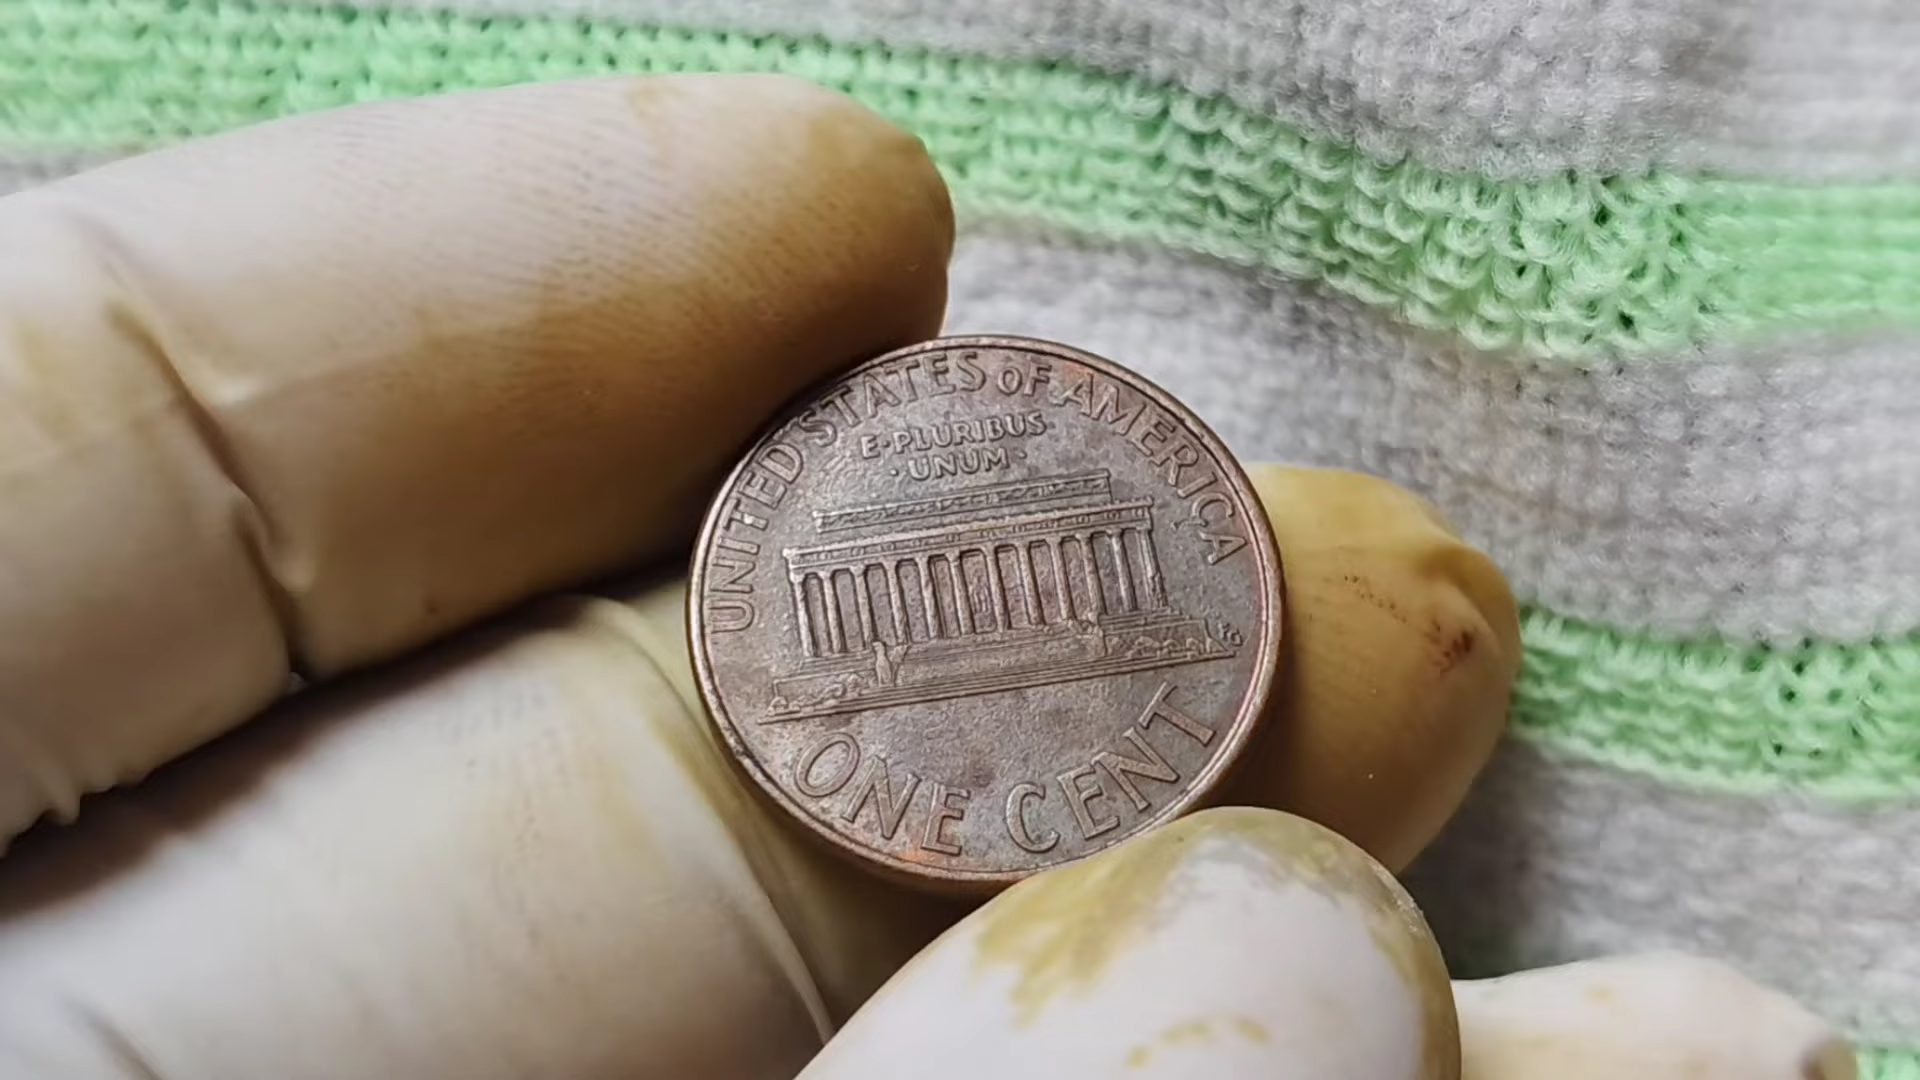 UNITED STATES OF AMERICA
E·PLURIBUS
·UNUM·
FG
ONE CENT